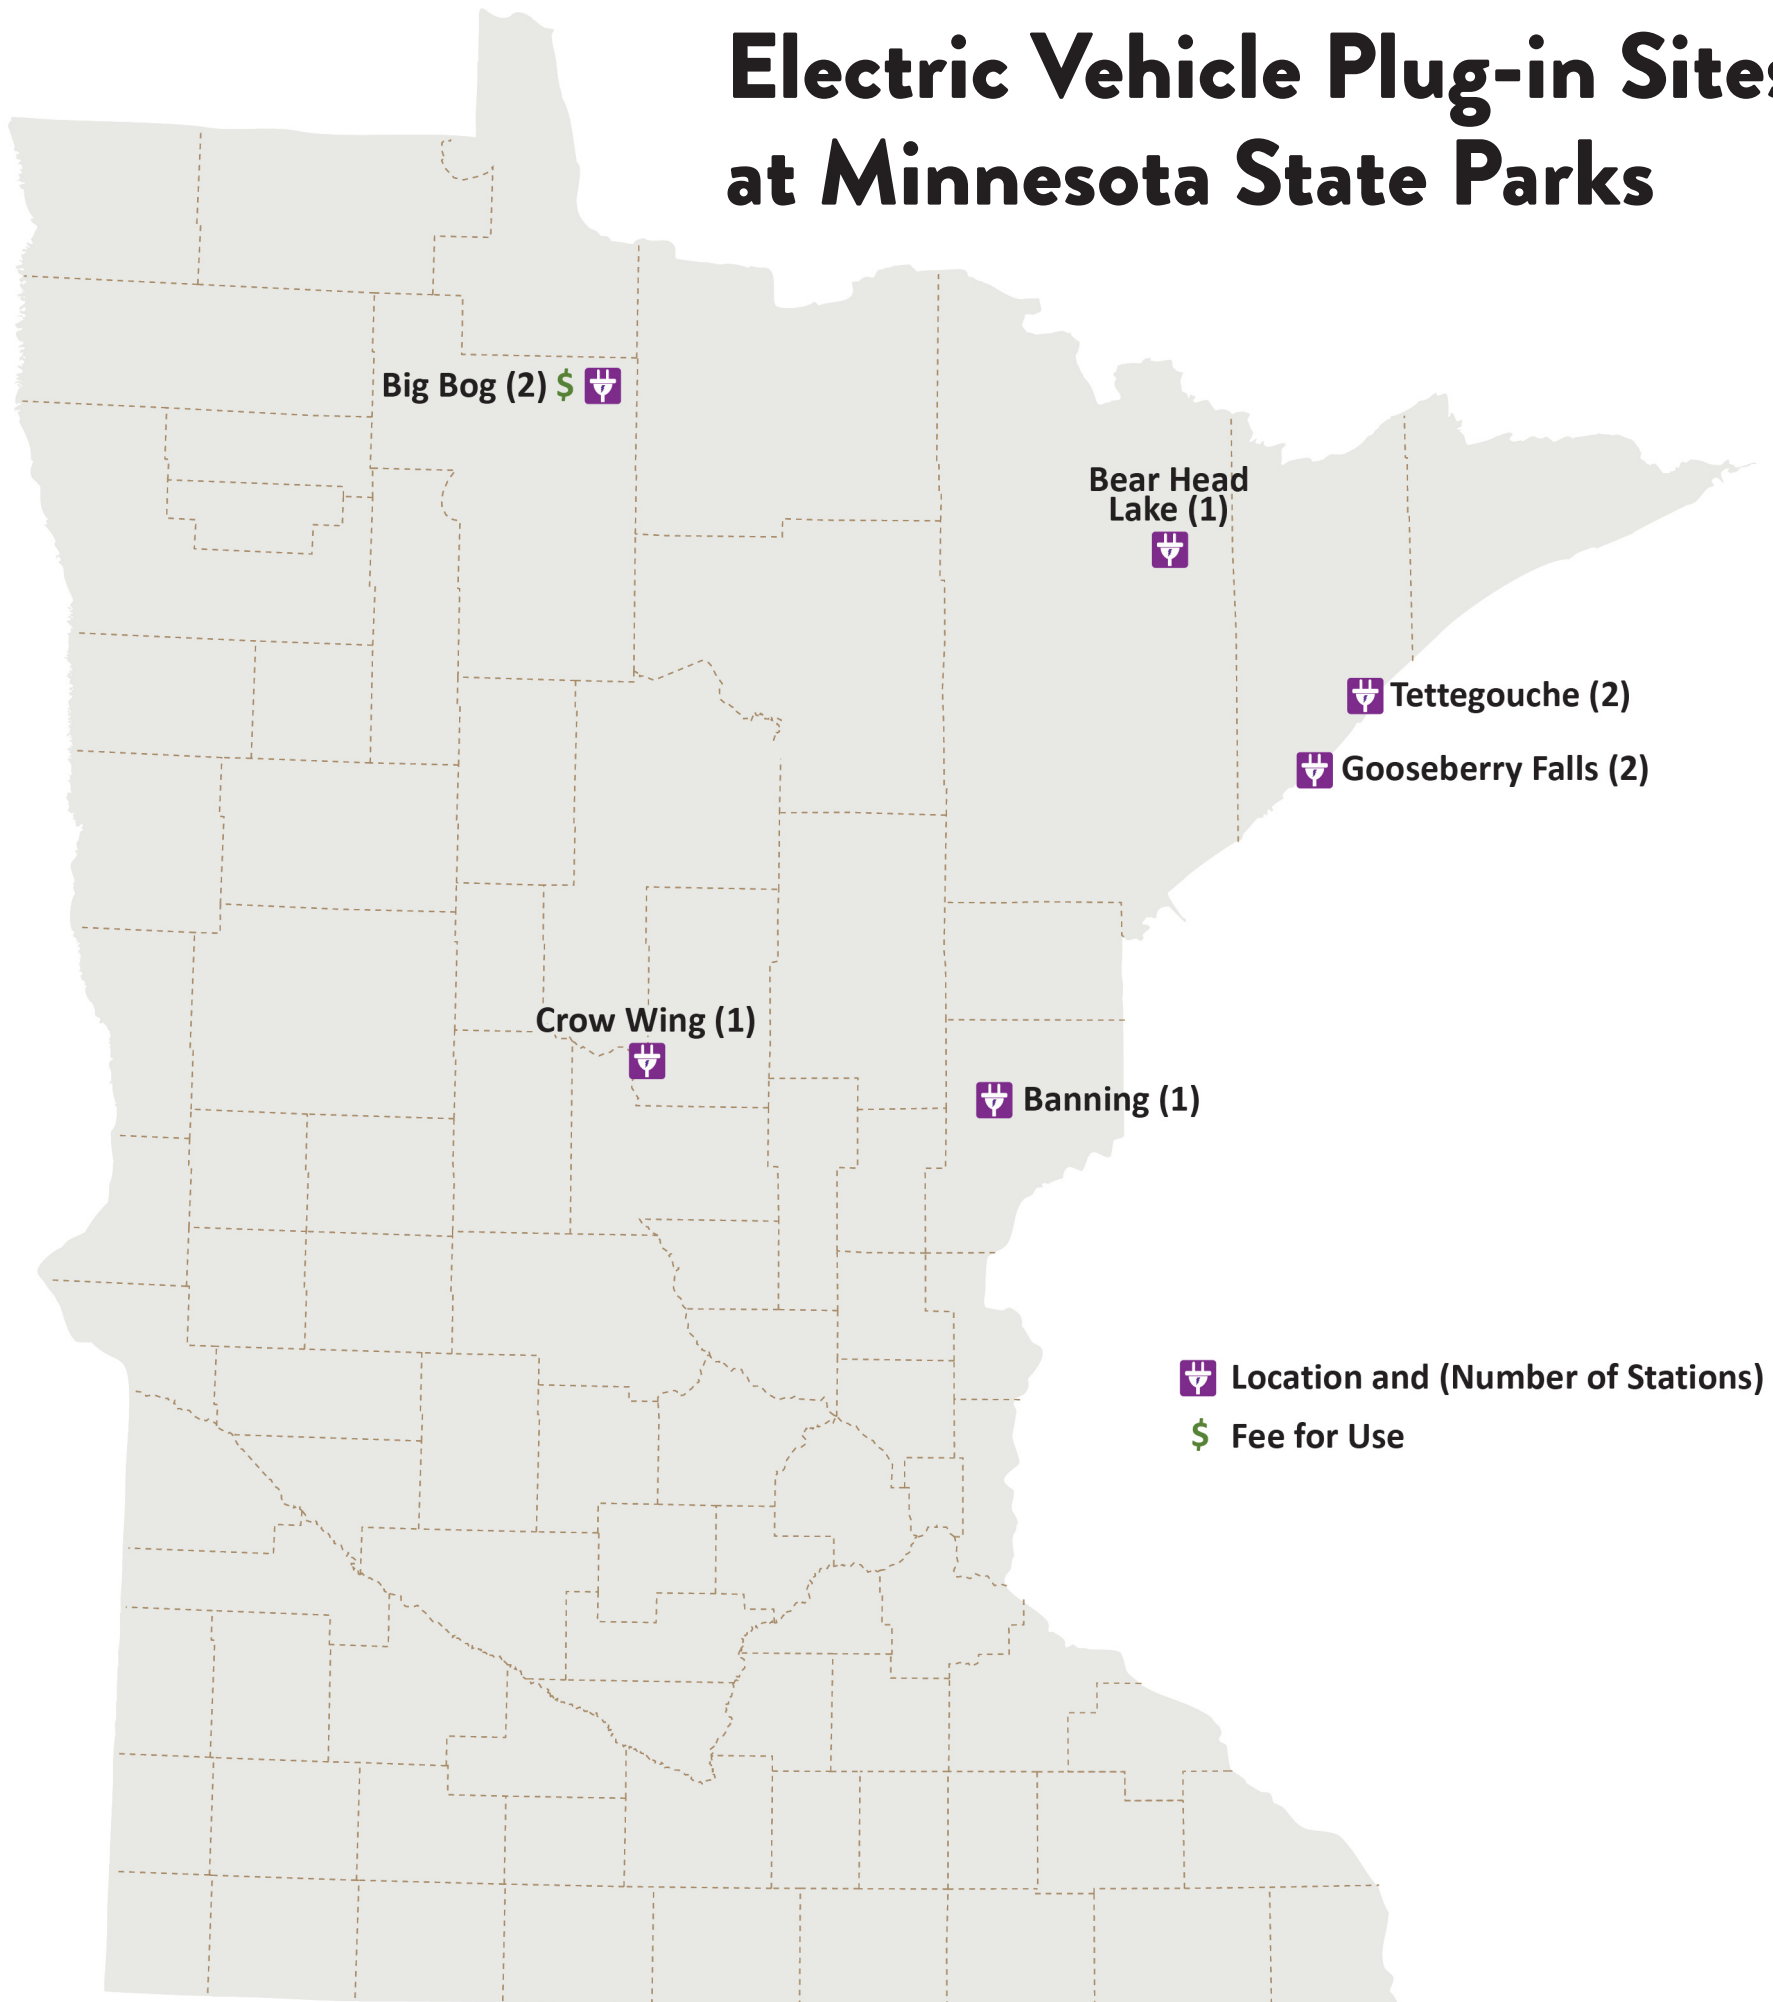 Electric Vehicle Plug-in Sites
at Minnesota State Parks
Big Bog (2) $
Bear Head
Lake (1)
Tettegouche (2)
Gooseberry Falls (2)
Crow Wing (1)
Banning (1)
Location and (Number of Stations)
$ Fee for Use